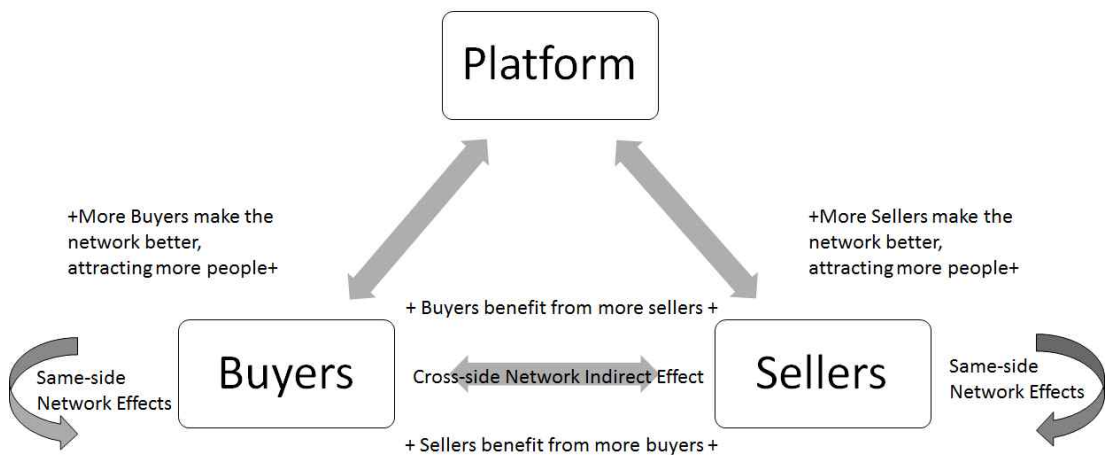 Platform
+More Buyers make the
network better,
attracting more people+
+More Sellers make the
network better,
attracting more people+
+ Buyers benefit from more sellers +
Same-side
Network Effects
Buyers
Cross-side Network Indirect Effect
Sellers
Same-side
Network Effects
+ Sellers benefit from more buyers +